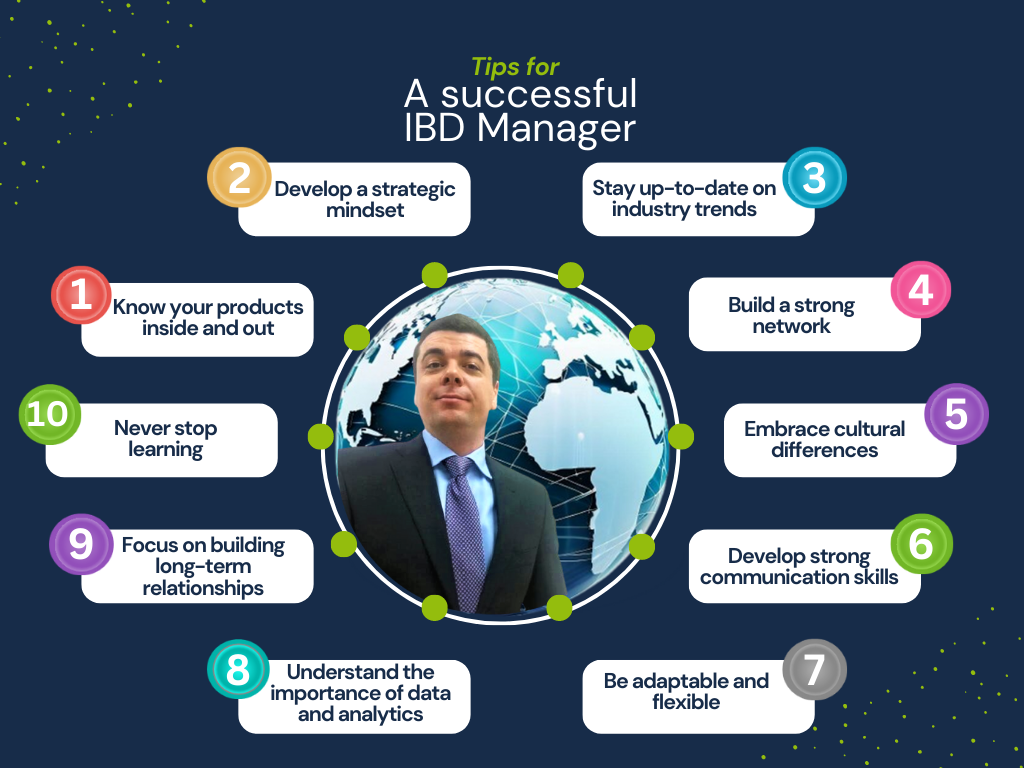 Tips for
A successful
IBD Manager
1
Know your products
inside and out
2
Develop a strategic
mindset
3
Stay up-to-date on
industry trends
4
Build a strong
network
5
Embrace cultural
differences
6
Develop strong
communication skills
7
Be adaptable and
flexible
8
Understand the
importance of data
and analytics
9
Focus on building
long-term
relationships
10
Never stop
learning